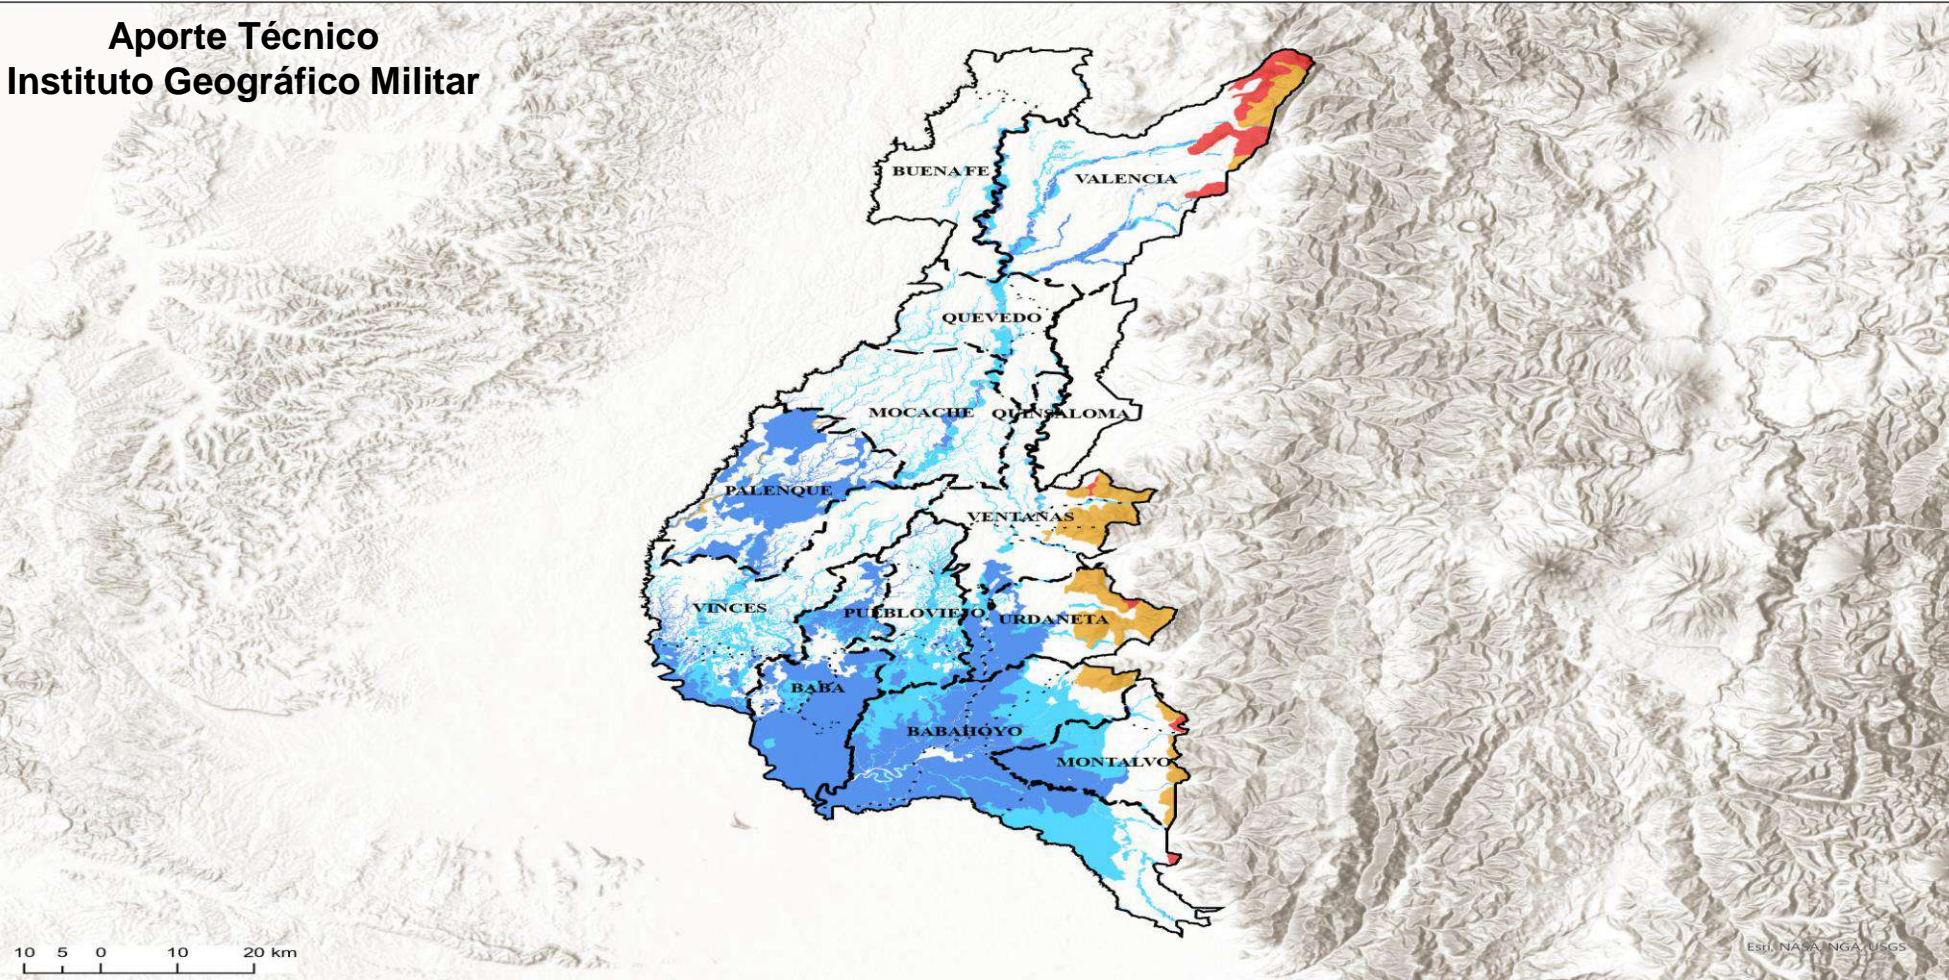 Aporte Técnico
Instituto Geográfico Militar
BUENA FE
VALENCIA
QUEVEDO
MOCACHE
QUINSALOMA
PALENQUE
VENTANAS
VINCES
PUEBLOVIEJO
URDANETA
BABA
BABAHOYO
MONTALVO
10 5 0 10 20 km
Esri, NASA, NGA, USGS